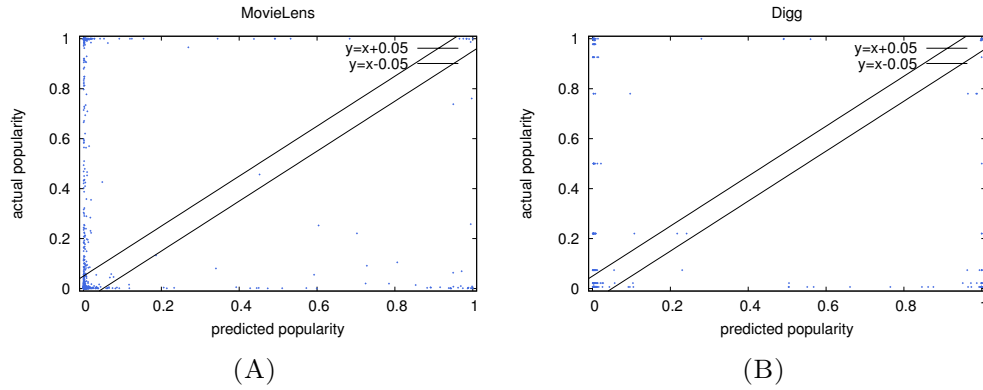 MovieLens
1
0.8
0.6
0.4
0.2
0
0 0.2 0.4 0.6 0.8 1
actual popularity
predicted popularity
y=x+0.05
y=x-0.05
(A)
Digg
1
0.8
0.6
0.4
0.2
0
0 0.2 0.4 0.6 0.8 1
actual popularity
predicted popularity
y=x+0.05
y=x-0.05
(B)